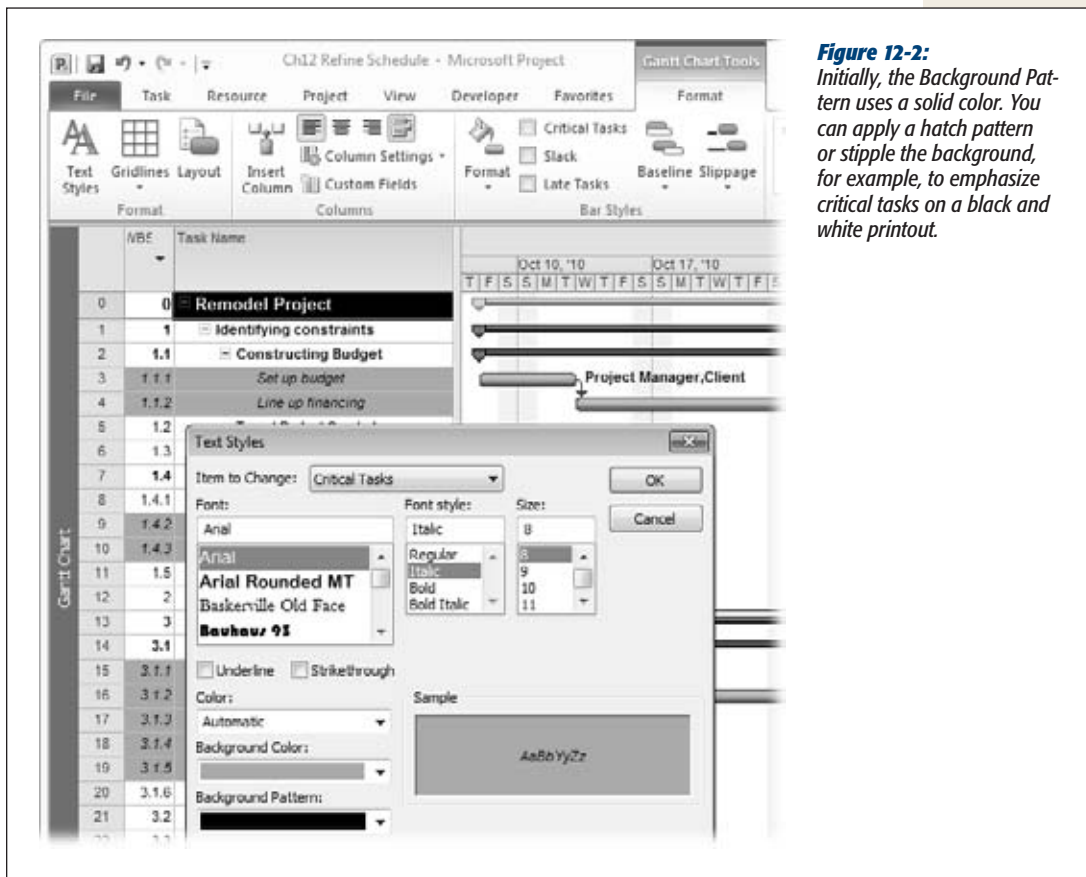 Ch12 Refine Schedule - Microsoft Project
Gantt Chart Tools
File Task Resource Project View Developer Favorites Format
Text Styles
Gridlines
Layout
Format
Insert Column
Column Settings
Custom Fields
Columns
Format
Critical Tasks
Slack
Late Tasks
Baseline
Slippage
Bar Styles
WBS Task Name
Oct 10, '10 Oct 17, '10
T F S S M T W T F S S M T W T F S
0 0 Remodel Project
1 1 Identifying constraints
2 1.1 Constructing Budget
3 1.1.1 Set up budget
Project Manager,Client
4 1.1.2 Line up financing
5 1.2
6 1.3
7 1.4
8 1.4.1
9 1.4.2
10 1.4.3
11 1.5
12 2
13 3
14 3.1
15 3.1.1
16 3.1.2
17 3.1.3
18 3.1.4
19 3.1.5
20 3.1.6
21 3.2
Gantt Chart
Text Styles
Item to Change: Critical Tasks
OK
Cancel
Font: Font style: Size:
Arial Italic 8
Arial Regular 8
Arial Rounded MT Italic 9
Baskerville Old Face Bold 10
Bauhaus 93 Bold Italic 11
Underline Strikethrough
Color:
Automatic
Background Color:
Background Pattern:
Sample
AaBbYyZz
Figure 12-2:
Initially, the Background Pat-
tern uses a solid color. You
can apply a hatch pattern
or stipple the background,
for example, to emphasize
critical tasks on a black and
white printout.